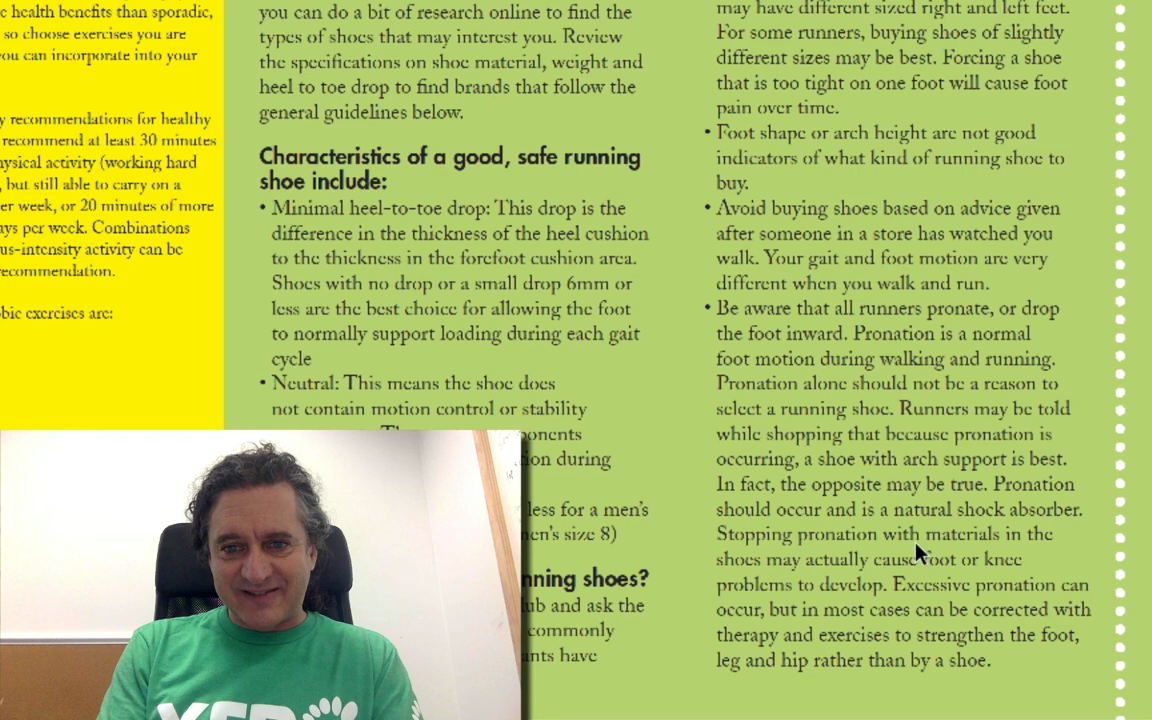 e health benefits than sporadic,
so choose exercises you are
you can incorporate into your
y recommendations for healthy
recommend at least 30 minutes
hysical activity (working hard
, but still able to carry on a
er week, or 20 minutes of more
ays per week. Combinations
us-intensity activity can be
recommendation.
bic exercises are:
you can do a bit of research online to find the
types of shoes that may interest you. Review
the specifications on shoe material, weight and
heel to toe drop to find brands that follow the
general guidelines below.
Characteristics of a good, safe running
shoe include:
• Minimal heel-to-toe drop: This drop is the
difference in the thickness of the heel cushion
to the thickness in the forefoot cushion area.
Shoes with no drop or a small drop 6mm or
less are the best choice for allowing the foot
to normally support loading during each gait
cycle
• Neutral: This means the shoe does
not contain motion control or stability
ponents
ion during
less for a men's
en's size 8)
nning shoes?
lub and ask the
commonly
ants have
may have different sized right and left feet.
For some runners, buying shoes of slightly
different sizes may be best. Forcing a shoe
that is too tight on one foot will cause foot
pain over time.
• Foot shape or arch height are not good
indicators of what kind of running shoe to
buy.
• Avoid buying shoes based on advice given
after someone in a store has watched you
walk. Your gait and foot motion are very
different when you walk and run.
• Be aware that all runners pronate, or drop
the foot inward. Pronation is a normal
foot motion during walking and running.
Pronation alone should not be a reason to
select a running shoe. Runners may be told
while shopping that because pronation is
occurring, a shoe with arch support is best.
In fact, the opposite may be true. Pronation
should occur and is a natural shock absorber.
Stopping pronation with materials in the
shoes may actually cause foot or knee
problems to develop. Excessive pronation can
occur, but in most cases can be corrected with
therapy and exercises to strengthen the foot,
leg and hip rather than by a shoe.